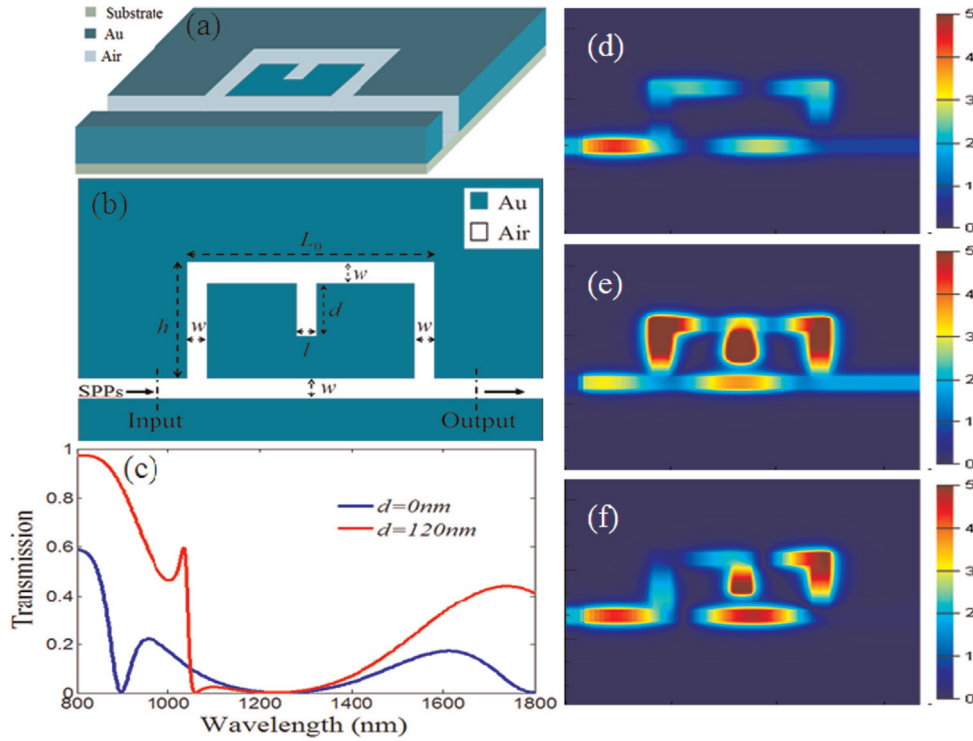 Substrate
Au
Air
(a)
(b)
Au
Air
L₀
w
h
w
d
l
w
w
SPPs
Input
Output
(c)
1
0.8
0.6
0.4
0.2
0
d=0nm
d=120nm
Transmission
800 1000 1200 1400 1600 1800
Wavelength (nm)
(d)
5
4
3
2
1
0
(e)
5
4
3
2
1
0
(f)
5
4
3
2
1
0